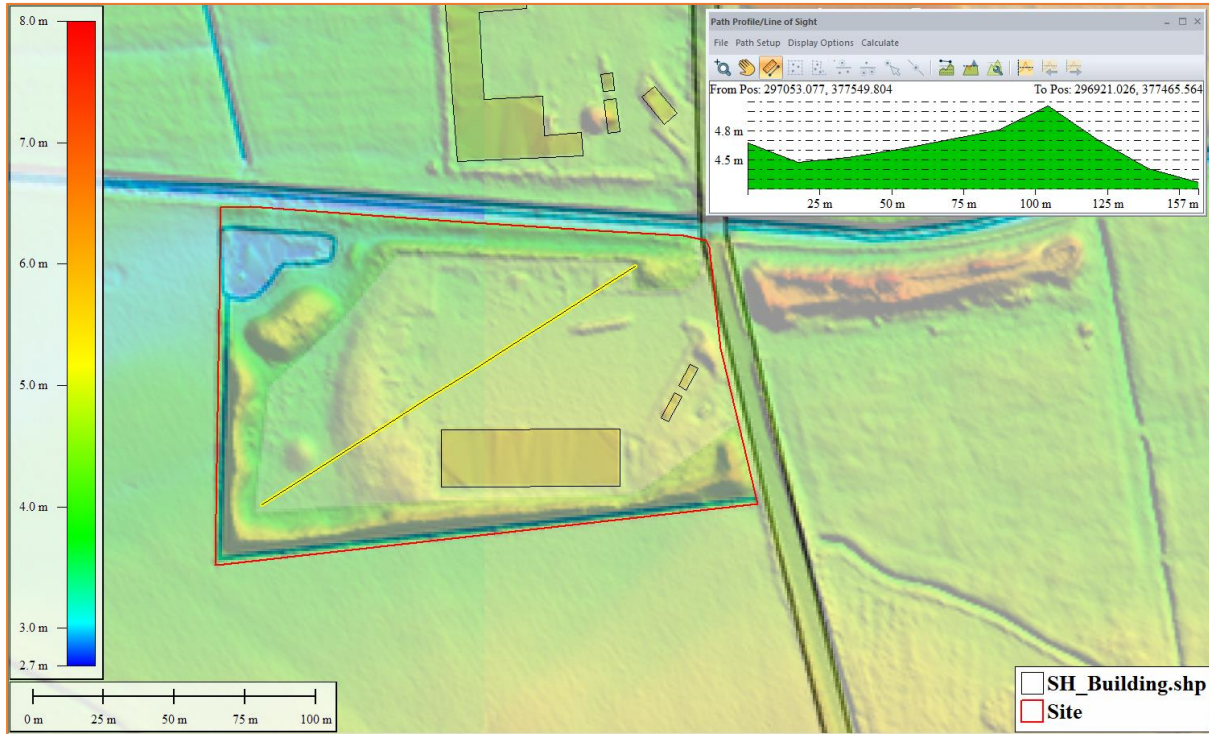 8.0 m
7.0 m
6.0 m
5.0 m
4.0 m
3.0 m
2.7 m
0 m 25 m 50 m 75 m 100 m
Path Profile/Line of Sight
File Path Setup Display Options Calculate
From Pos: 297053.077, 377549.804 To Pos: 296921.026, 377465.564
4.8 m
4.5 m
25 m 50 m 75 m 100 m 125 m 157 m
SH_Building.shp
Site